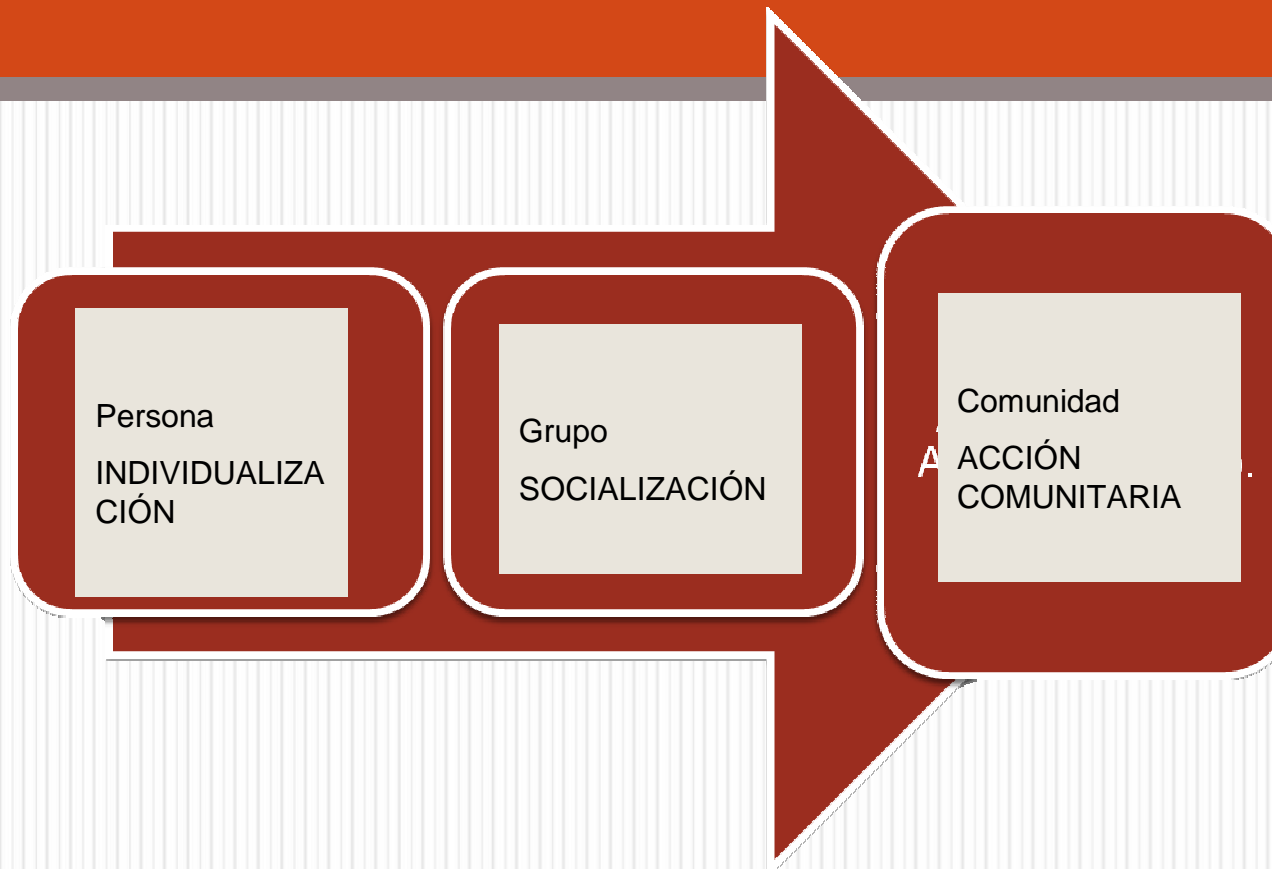 Persona
INDIVIDUALIZA
CIÓN
Grupo
SOCIALIZACIÓN
Comunidad
ACCIÓN
COMUNITARIA